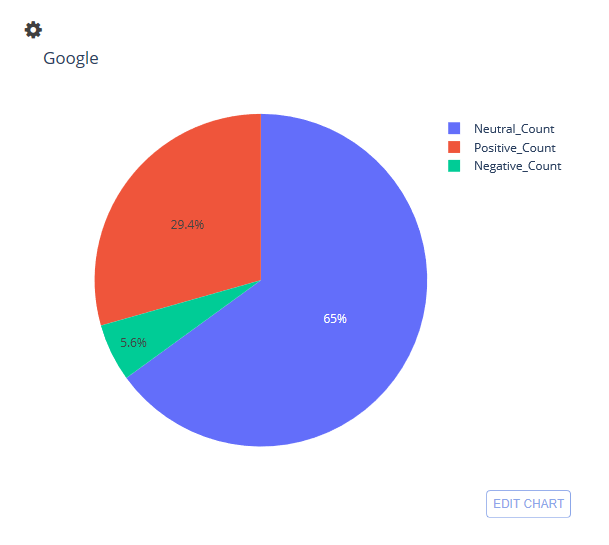 Google
Neutral_Count
Positive_Count
Negative_Count
29.4%
65%
5.6%
EDIT CHART